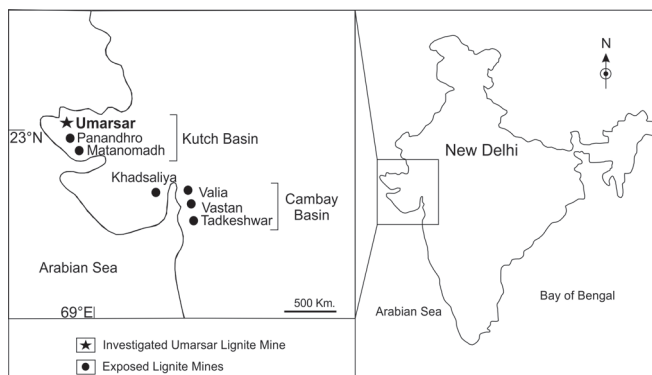 Umarsar
23°N
Panandhro
Matanomadh
Kutch Basin
Khadsaliya
Valia
Vastan
Tadkeshwar
Cambay
Basin
Arabian Sea
500 Km.
69°E
Investigated Umarsar Lignite Mine
Exposed Lignite Mines
N
New Delhi
Bay of Bengal
Arabian Sea